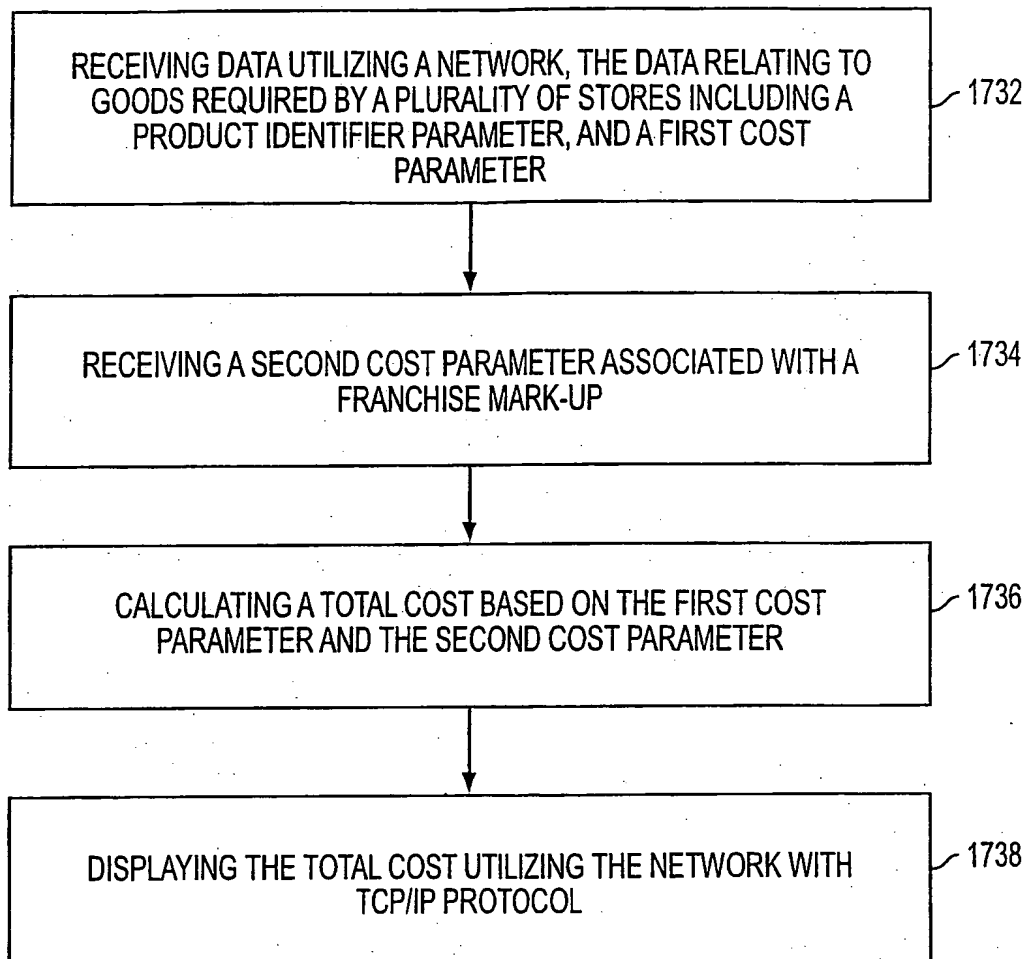 RECEIVING DATA UTILIZING A NETWORK, THE DATA RELATING TO
GOODS REQUIRED BY A PLURALITY OF STORES INCLUDING A
PRODUCT IDENTIFIER PARAMETER, AND A FIRST COST
PARAMETER
1732
RECEIVING A SECOND COST PARAMETER ASSOCIATED WITH A
FRANCHISE MARK-UP
1734
CALCULATING A TOTAL COST BASED ON THE FIRST COST
PARAMETER AND THE SECOND COST PARAMETER
1736
DISPLAYING THE TOTAL COST UTILIZING THE NETWORK WITH
TCP/IP PROTOCOL
1738